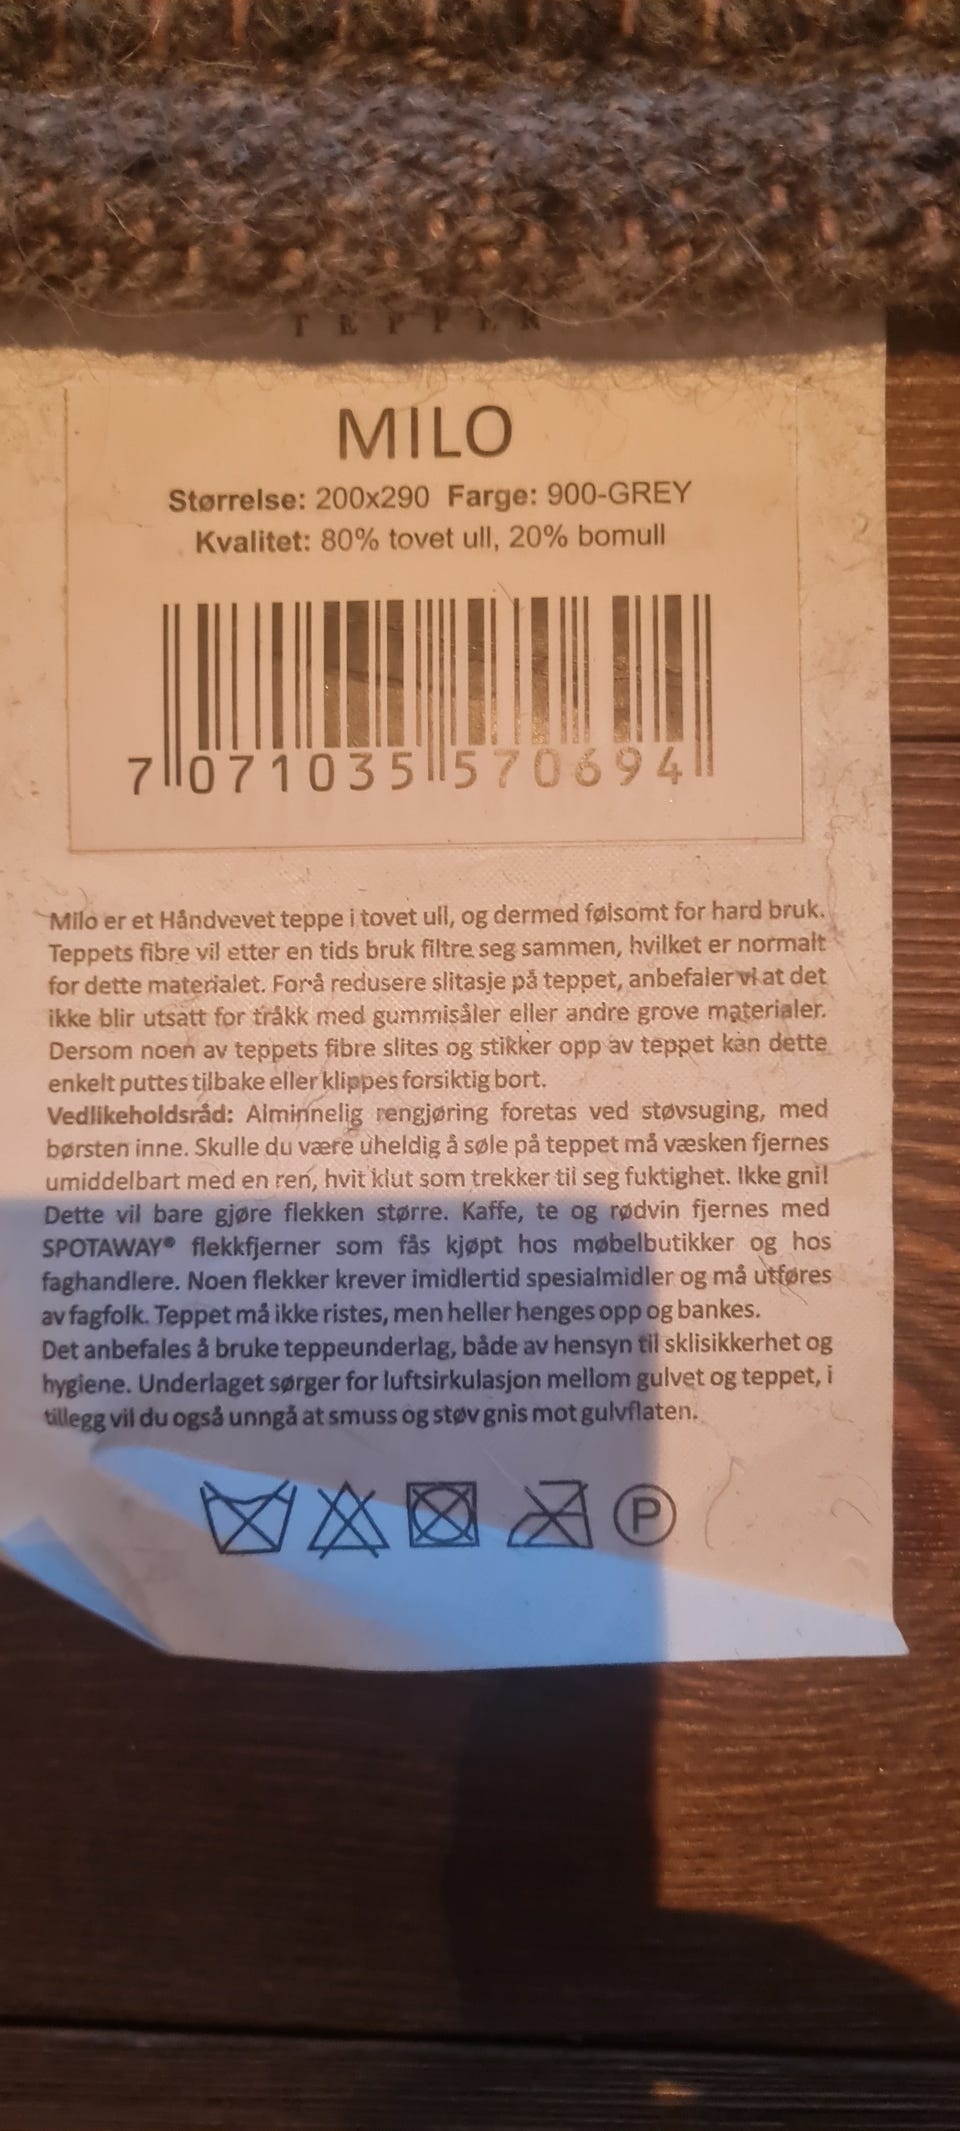 TEPPER
MILO
Størrelse: 200x290 Farge: 900-GREY
Kvalitet: 80% tovet ull, 20% bomull
7 071035 570694
Milo er et Håndvevet teppe i tovet ull, og dermed følsomt for hard bruk.
Teppets fibre vil etter en tids bruk filtre seg sammen, hvilket er normalt
for dette materialet. For å redusere slitasje på teppet, anbefaler vi at det
ikke blir utsatt for tråkk med gummisåler eller andre grove materialer.
Dersom noen av teppets fibre slites og stikker opp av teppet kan dette
enkelt puttes tilbake eller klippes forsiktig bort.
Vedlikeholdsråd: Alminnelig rengjøring foretas ved støvsuging, med
børsten inne. Skulle du være uheldig å søle på teppet må væsken fjernes
umiddelbart med en ren, hvit klut som trekker til seg fuktighet. Ikke gni!
Dette vil bare gjøre flekken større. Kaffe, te og rødvin fjernes med
SPOTAWAY® flekkfjerner som fås kjøpt hos møbelbutikker og hos
faghandlere. Noen flekker krever imidlertid spesialmidler og må utføres
av fagfolk. Teppet må ikke ristes, men heller henges opp og bankes.
Det anbefales å bruke teppeunderlag, både av hensyn til sklisikkerhet og
hygiene. Underlaget sørger for luftsirkulasjon mellom gulvet og teppet, i
tillegg vil du også unngå at smuss og støv gnis mot gulvflaten.
P